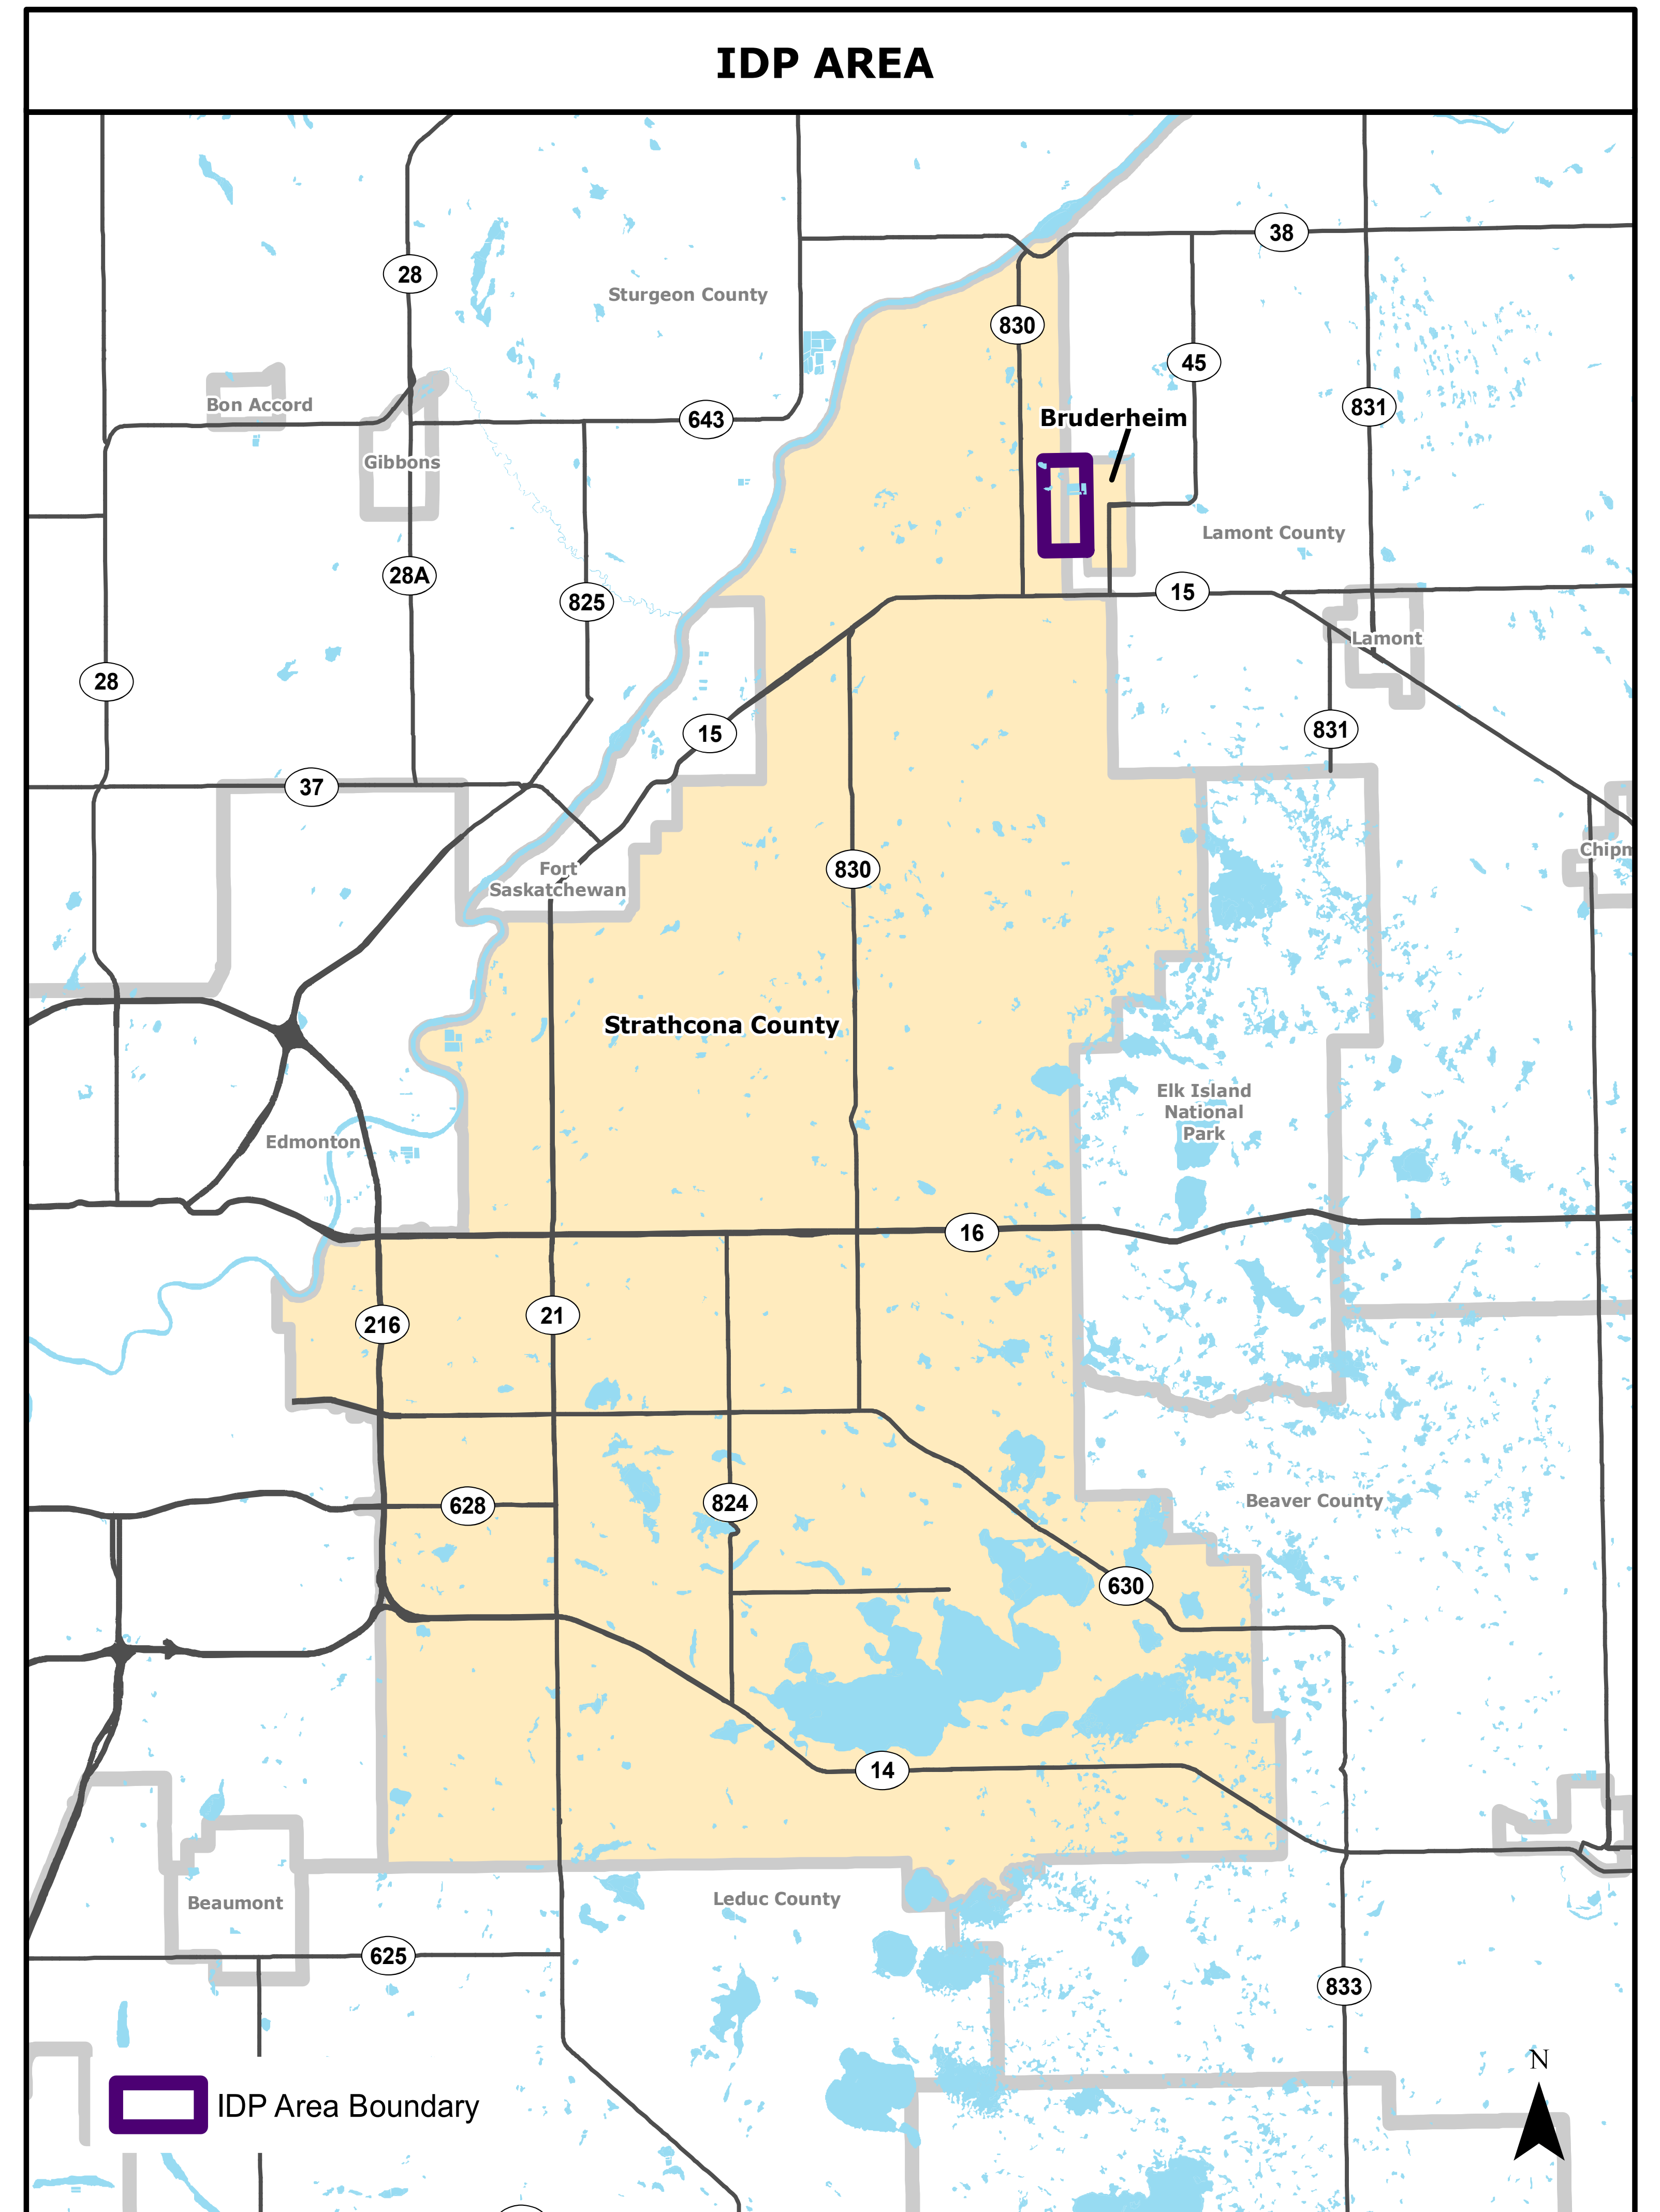 IDP AREA
38
28
Sturgeon County
830
45
831
Bon Accord
643
Bruderheim
Gibbons
Lamont County
28A
825
15
Lamont
28
15
831
37
Chipm
Fort
Saskatchewan
830
Strathcona County
Elk Island
National
Park
Edmonton
16
216
21
628
824
Beaver County
630
14
Beaumont
Leduc County
625
833
N
IDP Area Boundary